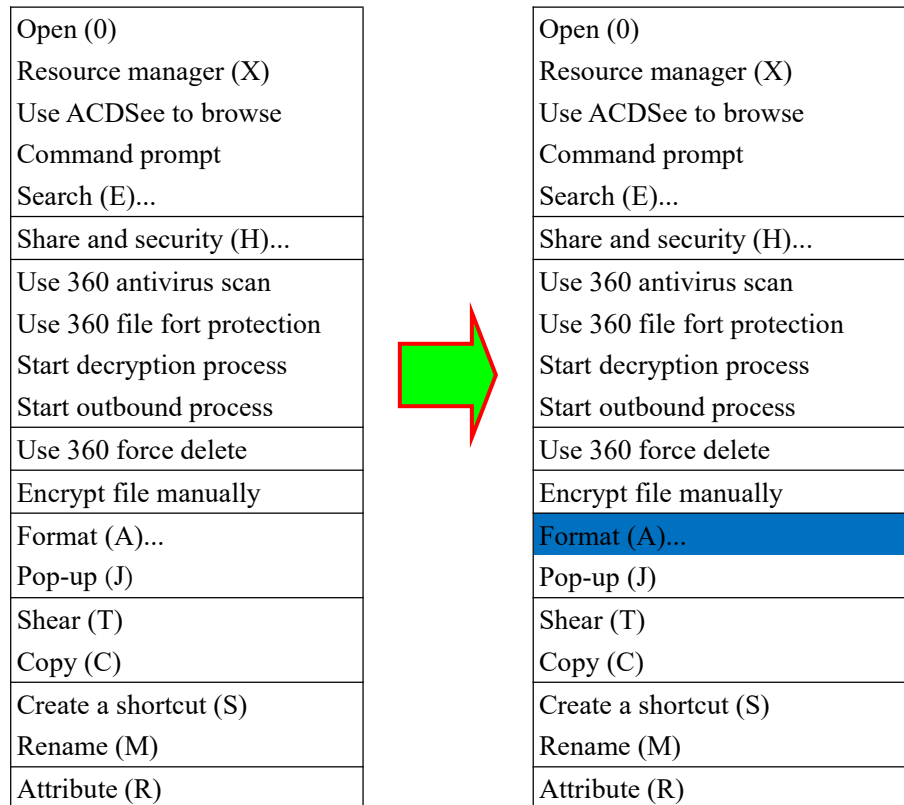 Open (0)
Resource manager (X)
Use ACDSee to browse
Command prompt
Search (E)...
Share and security (H)...
Use 360 antivirus scan
Use 360 file fort protection
Start decryption process
Start outbound process
Use 360 force delete
Encrypt file manually
Format (A)...
Pop-up (J)
Shear (T)
Copy (C)
Create a shortcut (S)
Rename (M)
Attribute (R)
Open (0)
Resource manager (X)
Use ACDSee to browse
Command prompt
Search (E)...
Share and security (H)...
Use 360 antivirus scan
Use 360 file fort protection
Start decryption process
Start outbound process
Use 360 force delete
Encrypt file manually
Format (A)...
Pop-up (J)
Shear (T)
Copy (C)
Create a shortcut (S)
Rename (M)
Attribute (R)